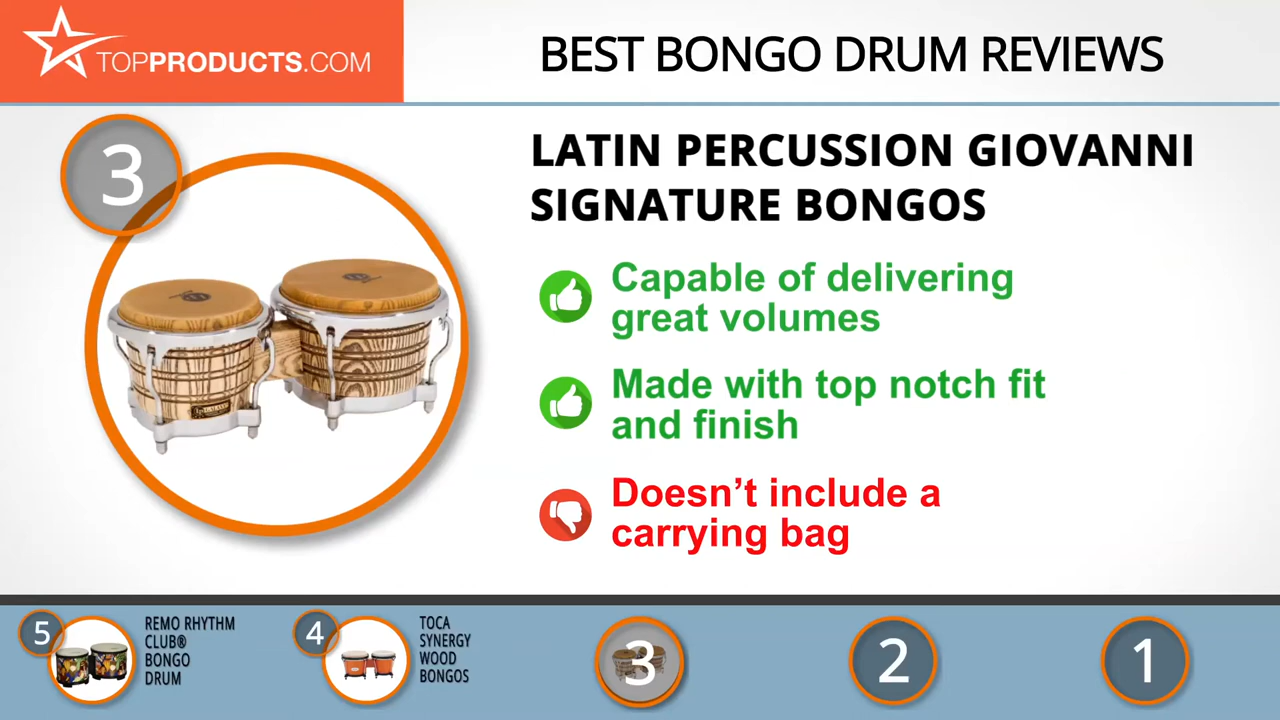 TOPPRODUCTS.COM
BEST BONGO DRUM REVIEWS
3
LATIN PERCUSSION GIOVANNI
SIGNATURE BONGOS
Capable of delivering
great volumes
Made with top notch fit
and finish
Doesn't include a
carrying bag
5
REMO RHYTHM
CLUB®
BONGO
DRUM
4
TOCA
SYNERGY
WOOD
BONGOS
3
2
1